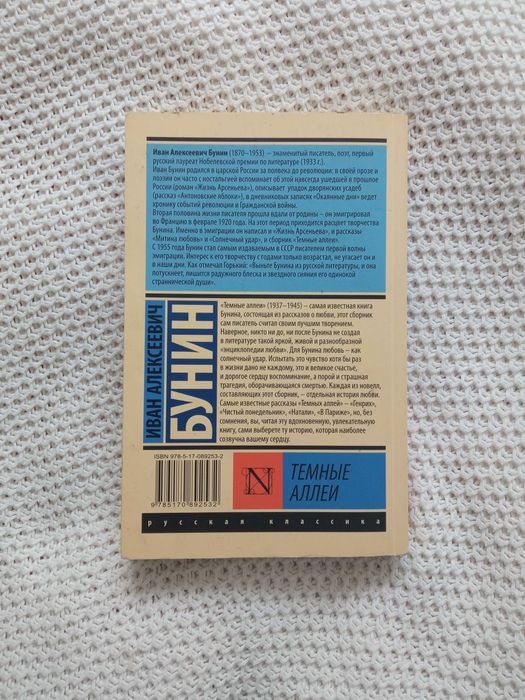 Иван Алексеевич Бунин (1870–1953) – знаменитый писатель, поэт, первый
русский лауреат Нобелевской премии по литературе (1933 г.).
Иван Бунин родился в царской России за полвека до революции: в своей прозе и
поэзии он часто с ностальгией вспоминает об этой навсегда ушедшей в прошлое
России (роман «Жизнь Арсеньева»), описывает упадок дворянских усадеб
(рассказ «Антоновские яблоки»), в дневниковых записях «Окаянные дни» ведет
хронику событий революции и Гражданской войны.
Вторая половина жизни писателя прошла вдали от родины – он эмигрировал
во Францию в феврале 1920 года. На этот период приходится расцвет творчества
Бунина. Именно в эмиграции он написал и «Жизнь Арсеньева», и рассказы
«Митина любовь» и «Солнечный удар», и сборник «Темные аллеи».
С 1955 года Бунин стал самым издаваемым в СССР писателем первой волны
эмиграции. Интерес к его творчеству с годами только возрастал, не угасает он и
в наши дни. Как отмечал Горький: «Выньте Бунина из русской литературы, и она
потускнеет, лишится радужного блеска и звездного сияния его одинокой
страннической души».
ИВАН АЛЕКСЕЕВИЧ
БУНИН
«Темные аллеи» (1937–1945) – самая известная книга
Бунина, состоящая из рассказов о любви, этот сборник
сам писатель считал своим лучшим творением.
Наверное, никто ни до, ни после Бунина не создал
в литературе такой яркой, живой и разнообразной
«энциклопедии любви». Для Бунина любовь – как
солнечный удар. Испытать это чувство хотя бы раз
в жизни дано не каждому, это и великое счастье,
и дорогое сердцу воспоминание, а порой и страшная
трагедия, оборачивающаяся смертью. Каждая из новелл,
составляющих этот сборник, – отдельная история любви.
Самые известные рассказы «Темных аллей» – «Генрих»,
«Чистый понедельник», «Натали», «В Париже», но, без
сомнения, вы, читая эту вдохновенную, увлекательную
книгу, сами выберете ту историю, которая наиболее
созвучна вашему сердцу.
ISBN 978-5-17-089253-2
9 785170 892532
N
ТЕМНЫЕ
АЛЛЕИ
русская классика